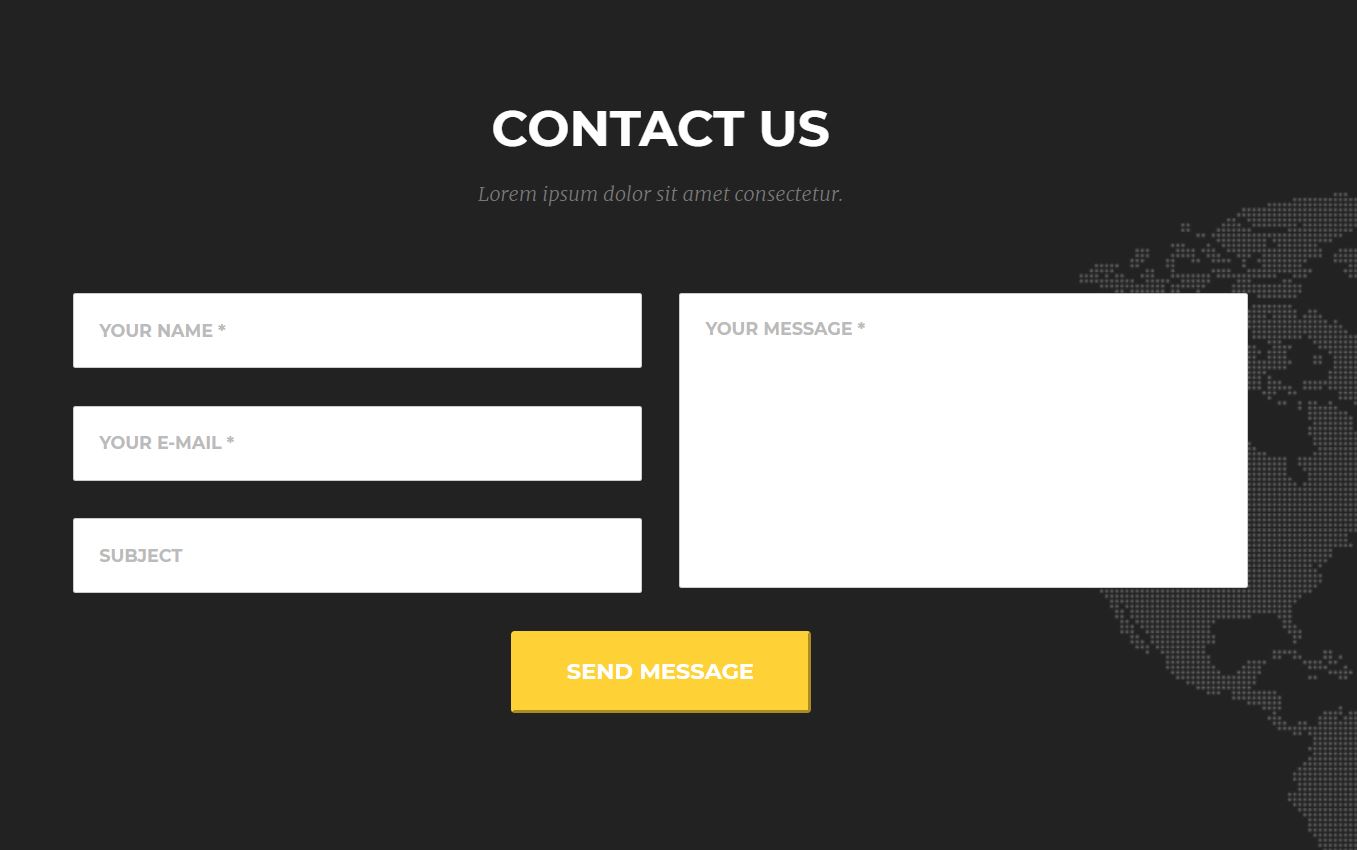 CONTACT US
Lorem ipsum dolor sit amet consectetur.
YOUR NAME *
YOUR E-MAIL *
SUBJECT
YOUR MESSAGE *
SEND MESSAGE